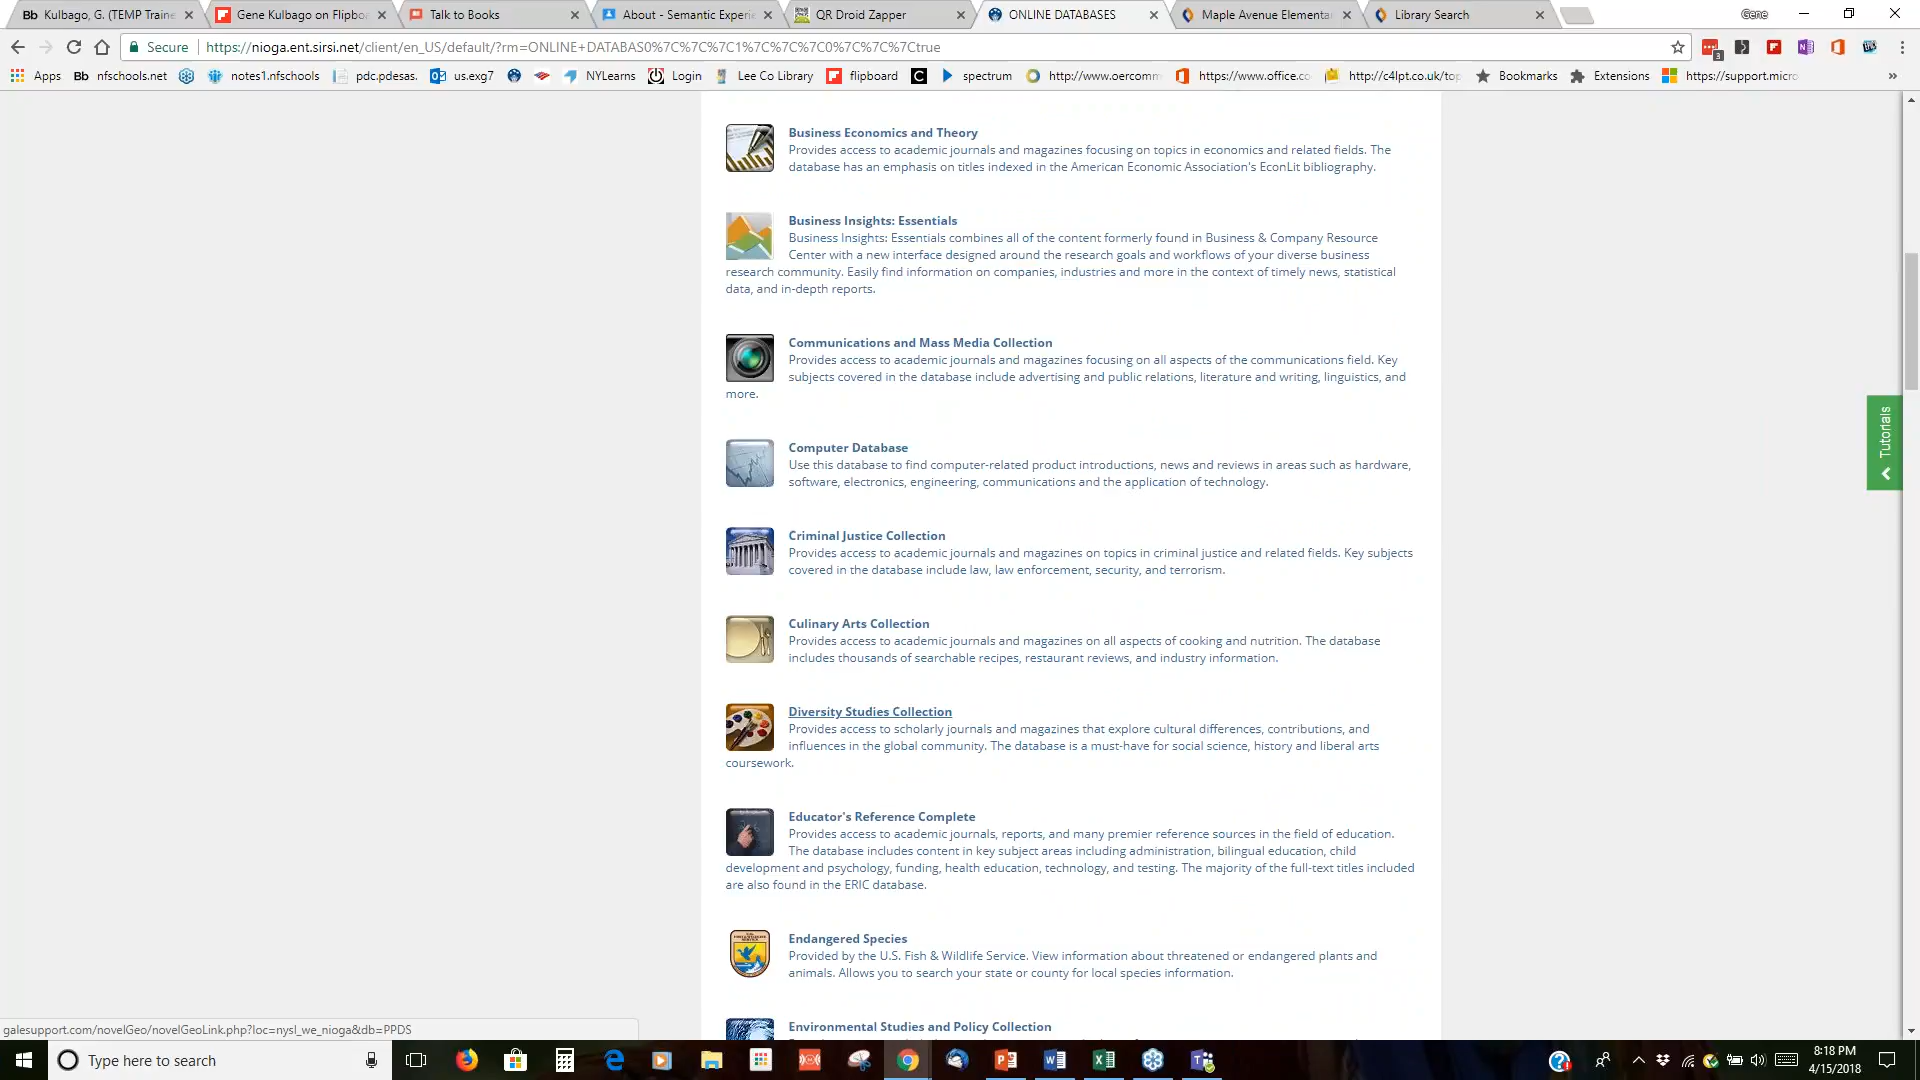 Kulbago, G. (TEMP Traine
Gene Kulbago on Flipbo
Talk to Books
About - Semantic Experie
QR Droid Zapper
ONLINE DATABASES
Maple Avenue Elementa
Library Search
Gene
Secure
https://nioga.ent.sirsi.net/client/en_US/default/?rm=ONLINE+DATABAS0%7C%7C%7C1%7C%7C%7C0%7C%7C%7Ctrue
Apps
Bb nfschools.net
notes1.nfschools
pdc.pdesas.
us.exg7
NYLearns
Login
Lee Co Library
flipboard
spectrum
http://www.oercomm
https://www.office.co
http://c4lpt.co.uk/top
Bookmarks
Extensions
https://support.micro
Business Economics and Theory
Provides access to academic journals and magazines focusing on topics in economics and related fields. The
database has an emphasis on titles indexed in the American Economic Association's EconLit bibliography.
Business Insights: Essentials
Business Insights: Essentials combines all of the content formerly found in Business & Company Resource
Center with a new interface designed around the research goals and workflows of your diverse business
research community. Easily find information on companies, industries and more in the context of timely news, statistical
data, and in-depth reports.
Communications and Mass Media Collection
Provides access to academic journals and magazines focusing on all aspects of the communications field. Key
subjects covered in the database include advertising and public relations, literature and writing, linguistics, and
more.
Computer Database
Use this database to find computer-related product introductions, news and reviews in areas such as hardware,
software, electronics, engineering, communications and the application of technology.
Criminal Justice Collection
Provides access to academic journals and magazines on topics in criminal justice and related fields. Key subjects
covered in the database include law, law enforcement, security, and terrorism.
Culinary Arts Collection
Provides access to academic journals and magazines on all aspects of cooking and nutrition. The database
includes thousands of searchable recipes, restaurant reviews, and industry information.
Diversity Studies Collection
Provides access to scholarly journals and magazines that explore cultural differences, contributions, and
influences in the global community. The database is a must-have for social science, history and liberal arts
coursework.
Educator's Reference Complete
Provides access to academic journals, reports, and many premier reference sources in the field of education.
The database includes content in key subject areas including administration, bilingual education, child
development and psychology, funding, health education, technology, and testing. The majority of the full-text titles included
are also found in the ERIC database.
Endangered Species
Provided by the U.S. Fish & Wildlife Service. View information about threatened or endangered plants and
animals. Allows you to search your state or county for local species information.
Environmental Studies and Policy Collection
Tutorials
galesupport.com/novelGeo/novelGeoLink.php?loc=nysl_we_nioga&db=PPDS
Type here to search
8:18 PM
4/15/2018